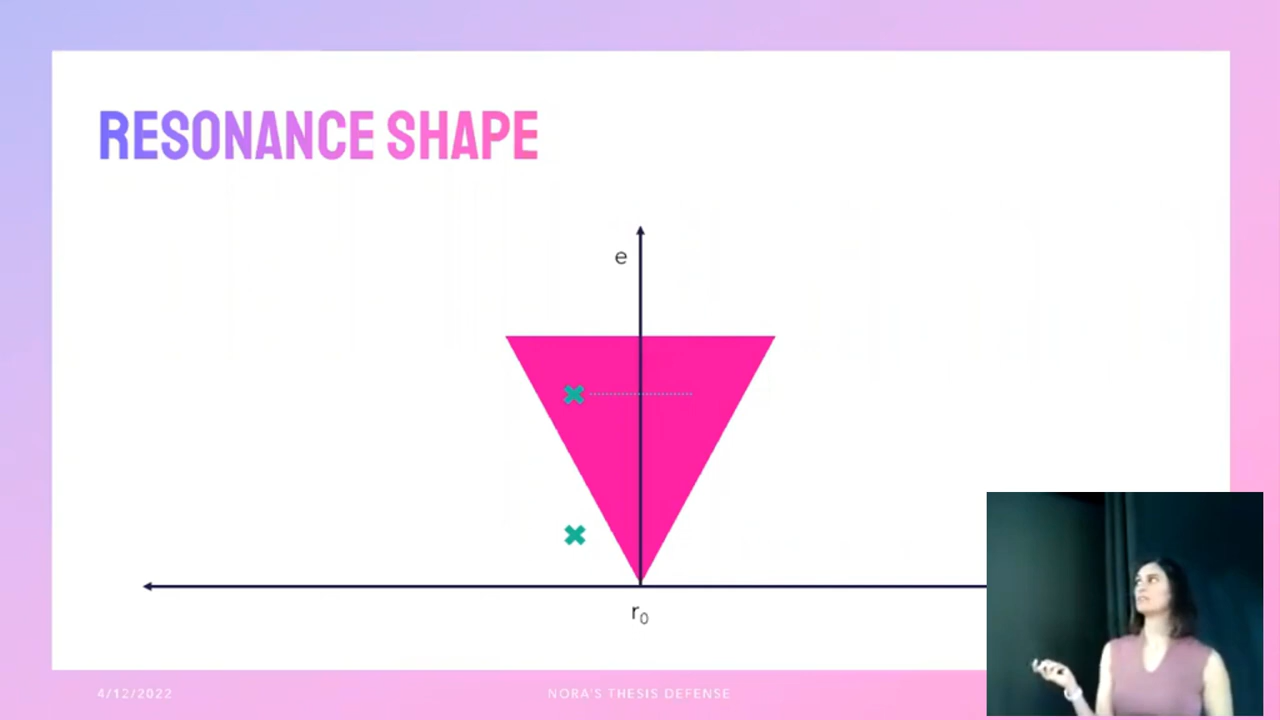 RESONANCE SHAPE
e
r₀
4/12/2022
NORA'S THESIS DEFENSE